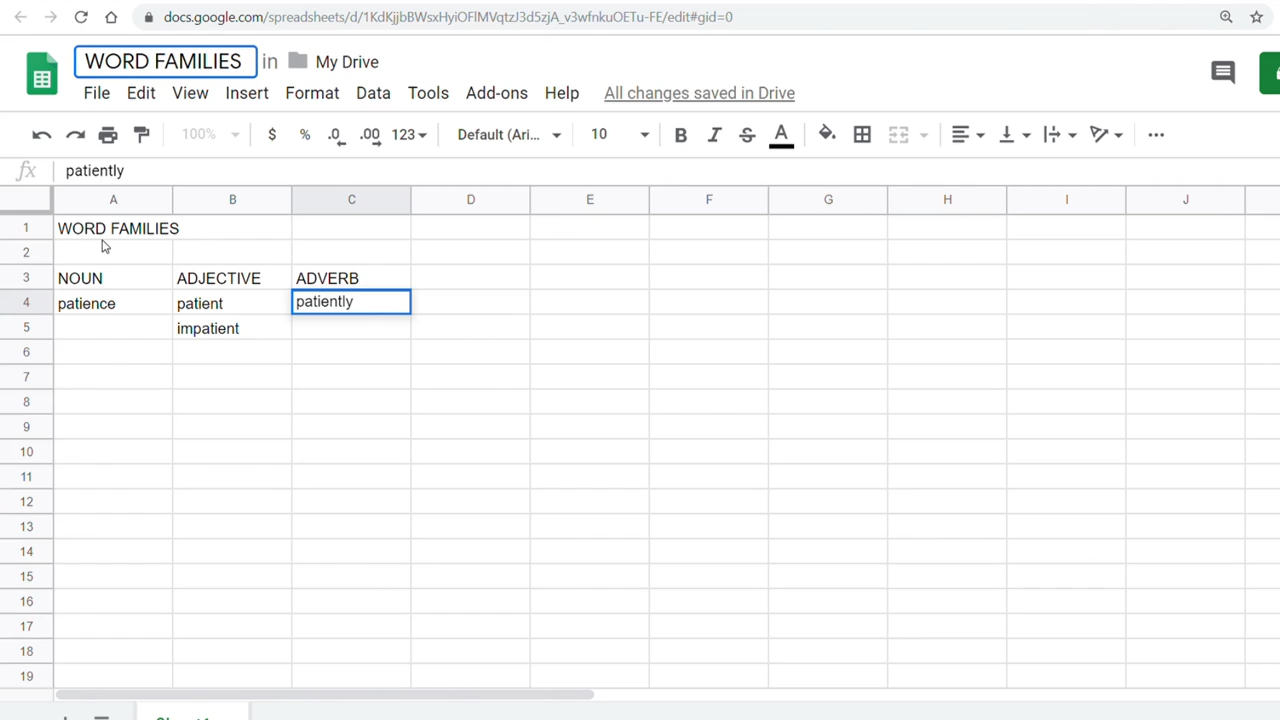 docs.google.com/spreadsheets/d/1KdKjjbBWsxHyiOFlMVqtzJ3d5zjA_v3wfnkuOETu-FE/edit#gid=0
WORD FAMILIES in My Drive
File Edit View Insert Format Data Tools Add-ons Help All changes saved in Drive
100% $ % .0 .00 123 Default (Ari... 10 B I S A
fx patiently
A B C D E F G H I J
1 WORD FAMILIES
2
3 NOUN ADJECTIVE ADVERB
4 patience patient patiently
5 impatient
6
7
8
9
10
11
12
13
14
15
16
17
18
19